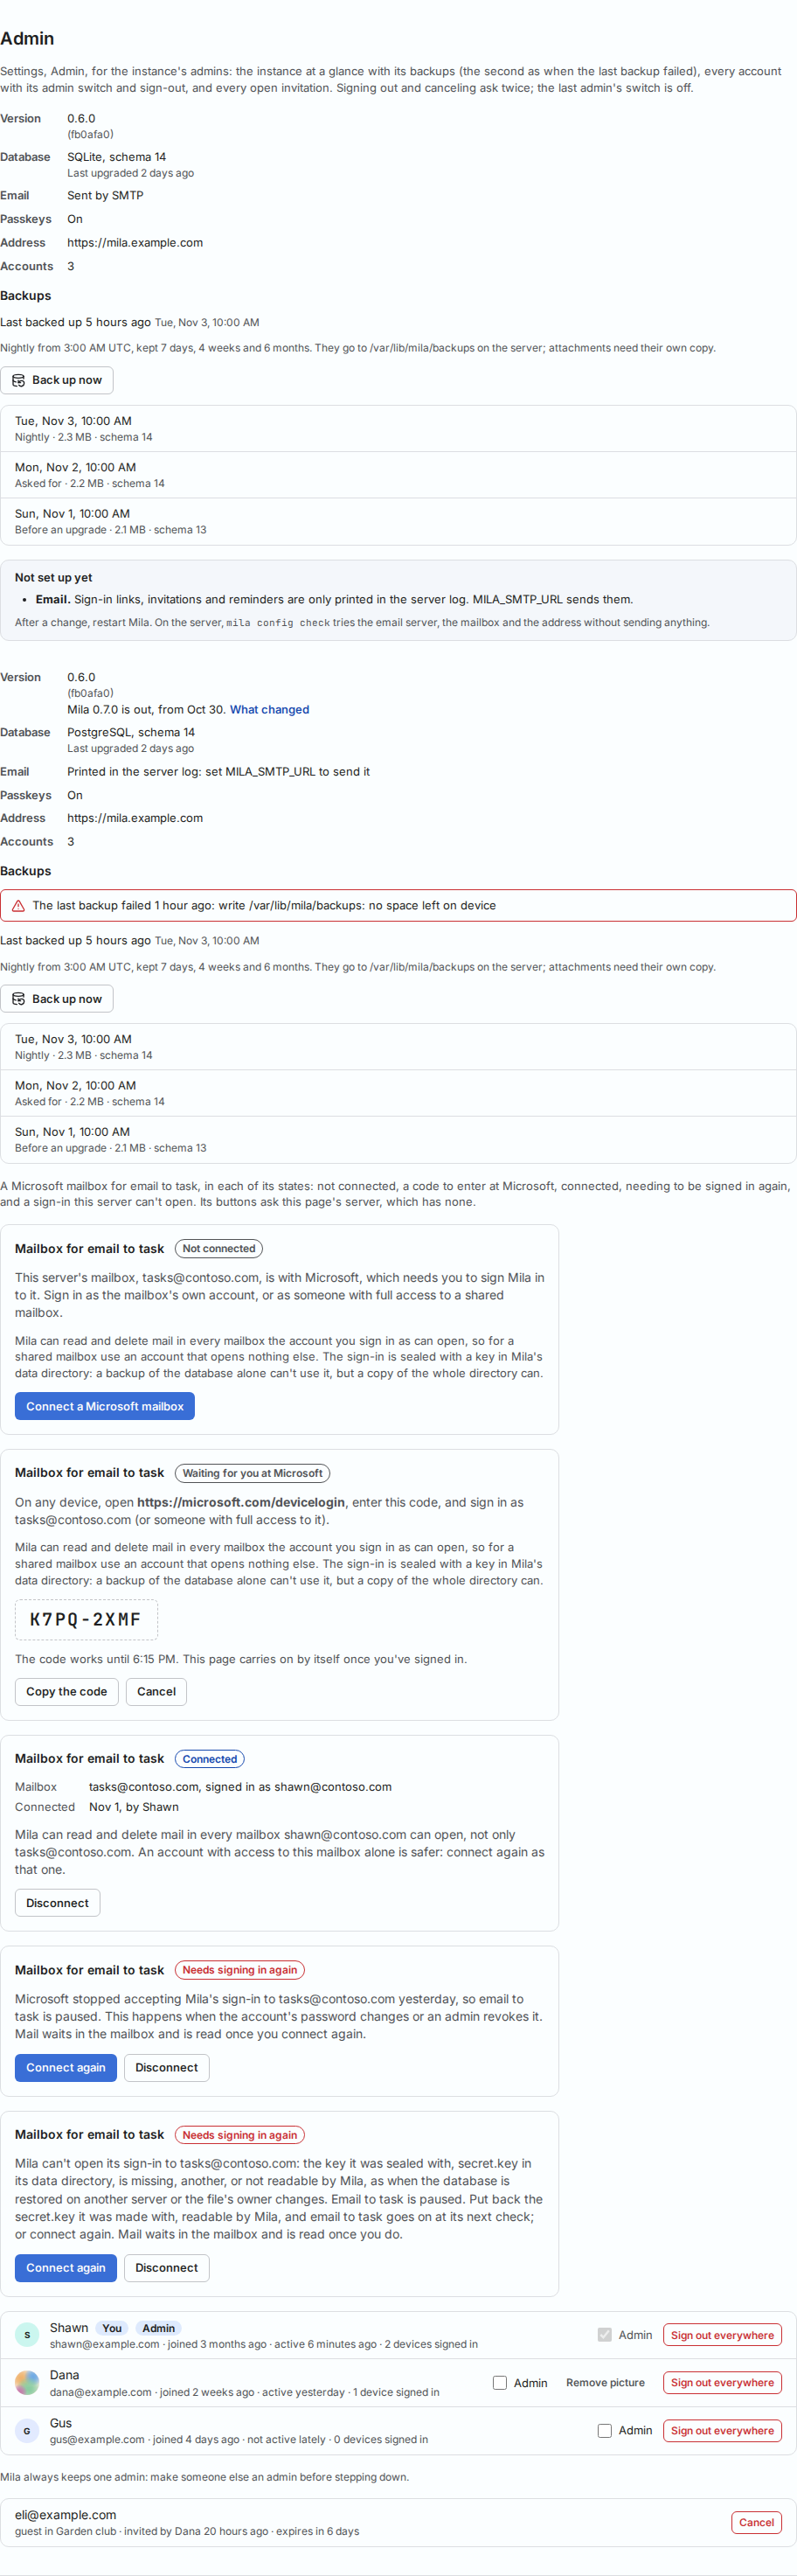 Admin
Settings, Admin, for the instance's admins: the instance at a glance with its backups (the second as when the last backup failed), every account
with its admin switch and sign-out, and every open invitation. Signing out and canceling ask twice; the last admin's switch is off.
Version 0.6.0
(fb0afa0)
Database SQLite, schema 14
Last upgraded 2 days ago
Email Sent by SMTP
Passkeys On
Address https://mila.example.com
Accounts 3
Backups
Last backed up 5 hours ago Tue, Nov 3, 10:00 AM
Nightly from 3:00 AM UTC, kept 7 days, 4 weeks and 6 months. They go to /var/lib/mila/backups on the server; attachments need their own copy.
Back up now
Tue, Nov 3, 10:00 AM
Nightly · 2.3 MB · schema 14
Mon, Nov 2, 10:00 AM
Asked for · 2.2 MB · schema 14
Sun, Nov 1, 10:00 AM
Before an upgrade · 2.1 MB · schema 13
Not set up yet
• Email. Sign-in links, invitations and reminders are only printed in the server log. MILA_SMTP_URL sends them.
After a change, restart Mila. On the server, mila config check tries the email server, the mailbox and the address without sending anything.
Version 0.6.0
(fb0afa0)
Mila 0.7.0 is out, from Oct 30. What changed
Database PostgreSQL, schema 14
Last upgraded 2 days ago
Email Printed in the server log: set MILA_SMTP_URL to send it
Passkeys On
Address https://mila.example.com
Accounts 3
Backups
The last backup failed 1 hour ago: write /var/lib/mila/backups: no space left on device
Last backed up 5 hours ago Tue, Nov 3, 10:00 AM
Nightly from 3:00 AM UTC, kept 7 days, 4 weeks and 6 months. They go to /var/lib/mila/backups on the server; attachments need their own copy.
Back up now
Tue, Nov 3, 10:00 AM
Nightly · 2.3 MB · schema 14
Mon, Nov 2, 10:00 AM
Asked for · 2.2 MB · schema 14
Sun, Nov 1, 10:00 AM
Before an upgrade · 2.1 MB · schema 13
A Microsoft mailbox for email to task, in each of its states: not connected, a code to enter at Microsoft, connected, needing to be signed in again,
and a sign-in this server can't open. Its buttons ask this page's server, which has none.
Mailbox for email to task Not connected
This server's mailbox, tasks@contoso.com, is with Microsoft, which needs you to sign Mila in
to it. Sign in as the mailbox's own account, or as someone with full access to a shared
mailbox.
Mila can read and delete mail in every mailbox the account you sign in as can open, so for a
shared mailbox use an account that opens nothing else. The sign-in is sealed with a key in Mila's
data directory: a backup of the database alone can't use it, but a copy of the whole directory can.
Connect a Microsoft mailbox
Mailbox for email to task Waiting for you at Microsoft
On any device, open https://microsoft.com/devicelogin, enter this code, and sign in as
tasks@contoso.com (or someone with full access to it).
Mila can read and delete mail in every mailbox the account you sign in as can open, so for a
shared mailbox use an account that opens nothing else. The sign-in is sealed with a key in Mila's
data directory: a backup of the database alone can't use it, but a copy of the whole directory can.
K7PQ-2XMF
The code works until 6:15 PM. This page carries on by itself once you've signed in.
Copy the code Cancel
Mailbox for email to task Connected
Mailbox tasks@contoso.com, signed in as shawn@contoso.com
Connected Nov 1, by Shawn
Mila can read and delete mail in every mailbox shawn@contoso.com can open, not only
tasks@contoso.com. An account with access to this mailbox alone is safer: connect again as
that one.
Disconnect
Mailbox for email to task Needs signing in again
Microsoft stopped accepting Mila's sign-in to tasks@contoso.com yesterday, so email to
task is paused. This happens when the account's password changes or an admin revokes it.
Mail waits in the mailbox and is read once you connect again.
Connect again Disconnect
Mailbox for email to task Needs signing in again
Mila can't open its sign-in to tasks@contoso.com: the key it was sealed with, secret.key in
its data directory, is missing, another, or not readable by Mila, as when the database is
restored on another server or the file's owner changes. Email to task is paused. Put back the
secret.key it was made with, readable by Mila, and email to task goes on at its next check;
or connect again. Mail waits in the mailbox and is read once you do.
Connect again Disconnect
S Shawn You Admin
shawn@example.com · joined 3 months ago · active 6 minutes ago · 2 devices signed in
Admin Sign out everywhere
Dana
dana@example.com · joined 2 weeks ago · active yesterday · 1 device signed in
Admin Remove picture Sign out everywhere
G Gus
gus@example.com · joined 4 days ago · not active lately · 0 devices signed in
Admin Sign out everywhere
Mila always keeps one admin: make someone else an admin before stepping down.
eli@example.com
guest in Garden club · invited by Dana 20 hours ago · expires in 6 days
Cancel